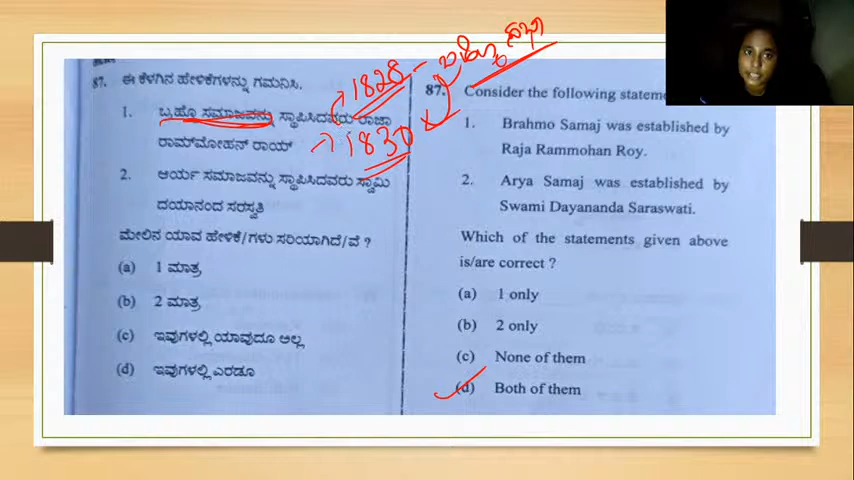 87. ಈ ಕೆಳಗಿನ ಹೇಳಿಕೆಗಳನ್ನು ಗಮನಿಸಿ.
1. ಬ್ರಹ್ಮೊ ಸಮಾಜವನ್ನು ಸ್ಥಾಪಿಸಿದವರು ರಾಜಾ
ರಾಮ್‌ಮೋಹನ್ ರಾಯ್
2. ಆರ್ಯ ಸಮಾಜವನ್ನು ಸ್ಥಾಪಿಸಿದವರು ಸ್ವಾಮಿ
ದಯಾನಂದ ಸರಸ್ವತಿ
ಮೇಲಿನ ಯಾವ ಹೇಳಿಕೆ/ಗಳು ಸರಿಯಾಗಿದೆ/ವೆ ?
(a) 1 ಮಾತ್ರ
(b) 2 ಮಾತ್ರ
(c) ಇವುಗಳಲ್ಲಿ ಯಾವುದೂ ಅಲ್ಲ
(d) ಇವುಗಳಲ್ಲಿ ಎರಡೂ
1828 - ಬ್ರಹ್ಮ ಸಭಾ
1830
87. Consider the following stateme
1. Brahmo Samaj was established by
Raja Rammohan Roy.
2. Arya Samaj was established by
Swami Dayananda Saraswati.
Which of the statements given above
is/are correct ?
(a) 1 only
(b) 2 only
(c) None of them
(d) Both of them